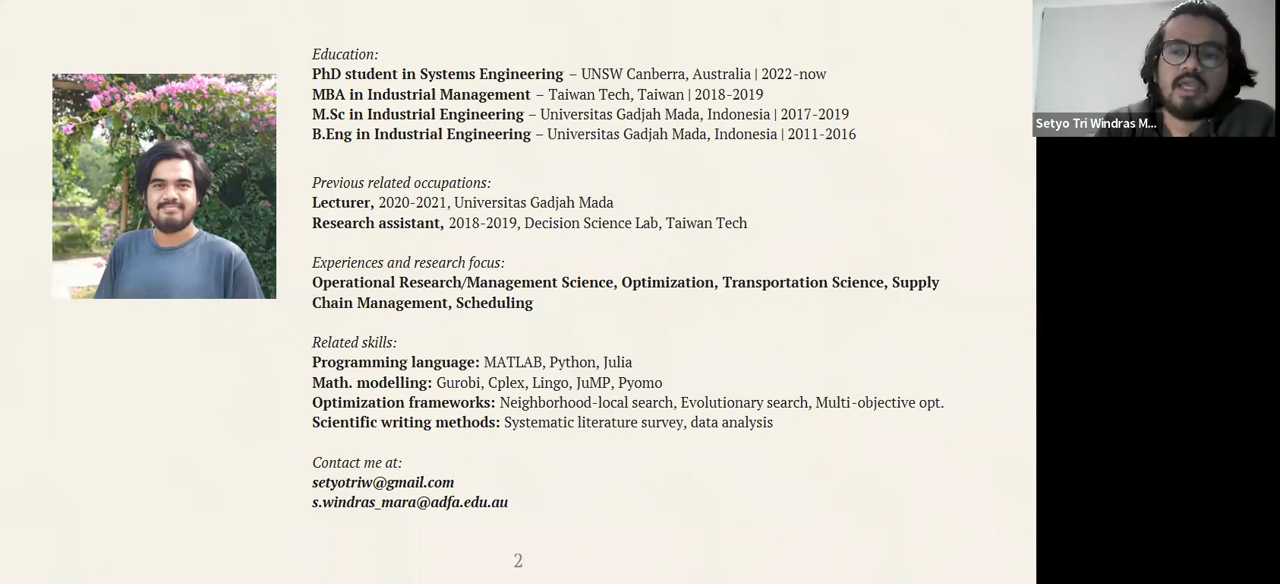 Education:
PhD student in Systems Engineering – UNSW Canberra, Australia | 2022-now
MBA in Industrial Management – Taiwan Tech, Taiwan | 2018-2019
M.Sc in Industrial Engineering – Universitas Gadjah Mada, Indonesia | 2017-2019
B.Eng in Industrial Engineering – Universitas Gadjah Mada, Indonesia | 2011-2016
Previous related occupations:
Lecturer, 2020-2021, Universitas Gadjah Mada
Research assistant, 2018-2019, Decision Science Lab, Taiwan Tech
Experiences and research focus:
Operational Research/Management Science, Optimization, Transportation Science, Supply
Chain Management, Scheduling
Related skills:
Programming language: MATLAB, Python, Julia
Math. modelling: Gurobi, Cplex, Lingo, JuMP, Pyomo
Optimization frameworks: Neighborhood-local search, Evolutionary search, Multi-objective opt.
Scientific writing methods: Systematic literature survey, data analysis
Contact me at:
setyotriw@gmail.com
s.windras_mara@adfa.edu.au
2
Setyo Tri Windras M...